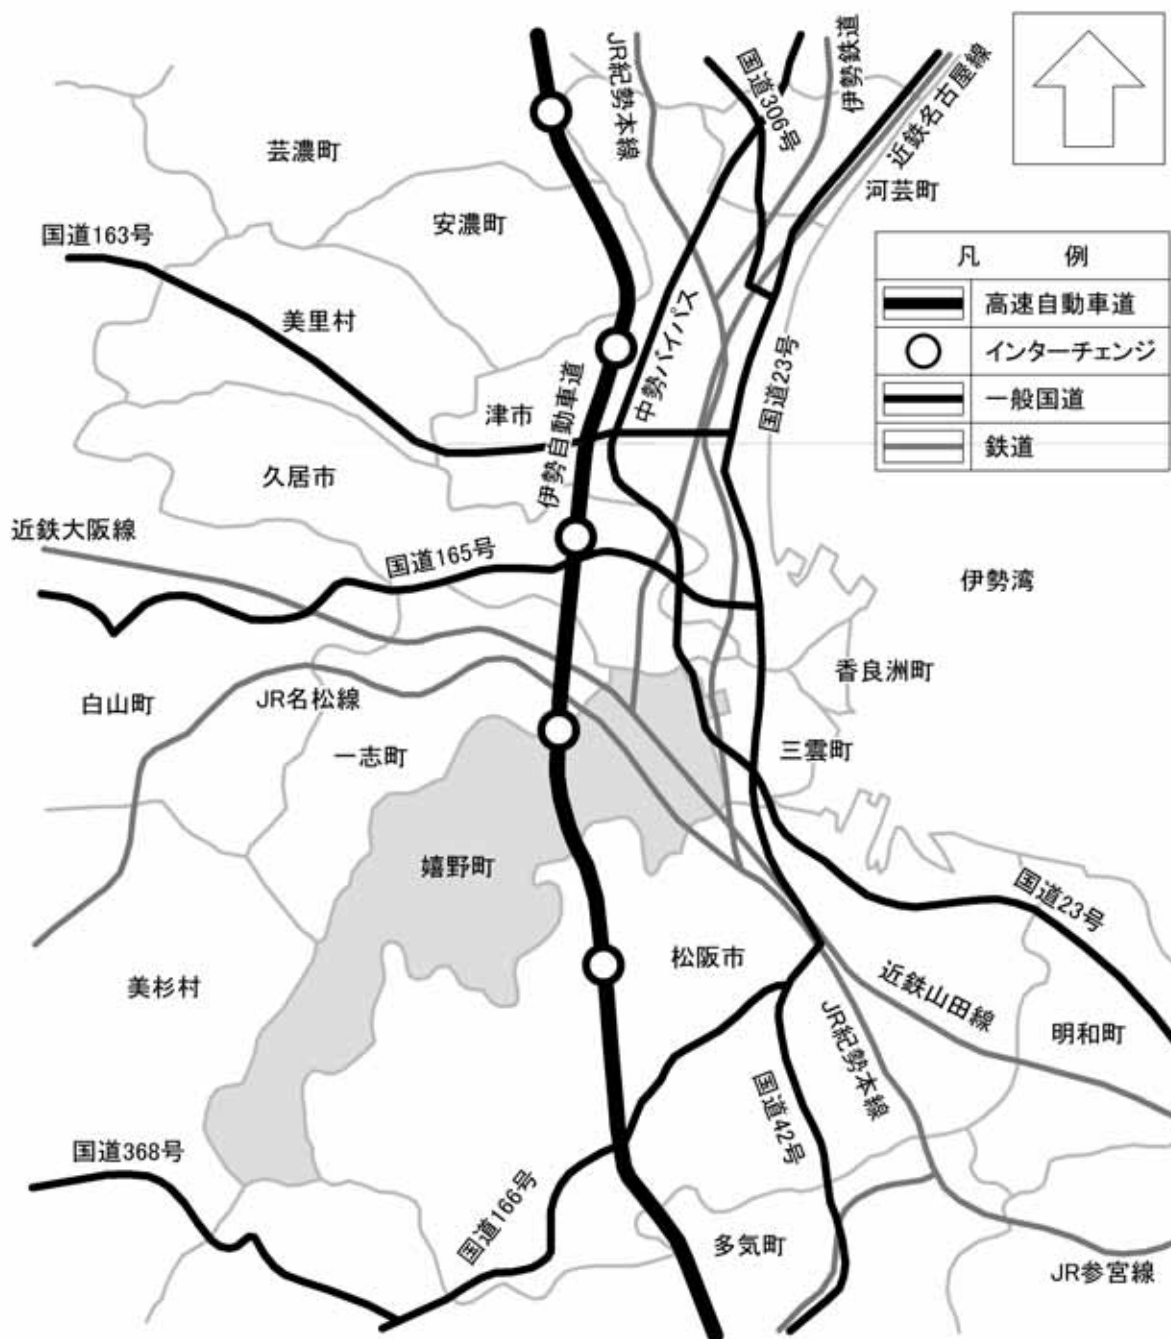 JR紀勢本線
国道306号
伊勢鉄道
近鉄名古屋線
芸濃町
河芸町
安濃町
国道163号
凡 例
高速自動車道
インターチェンジ
一般国道
鉄道
美里村
中勢バイパス
国道23号
津市
伊勢自動車道
久居市
近鉄大阪線
国道165号
伊勢湾
香良洲町
白山町
JR名松線
一志町
三雲町
嬉野町
国道23号
松阪市
美杉村
近鉄山田線
明和町
JR紀勢本線
国道42号
国道368号
国道166号
多気町
JR参宮線